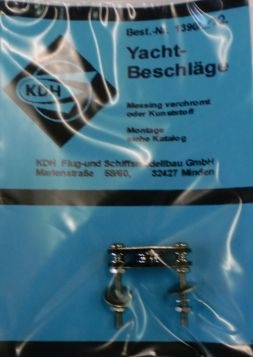 Best.-Nr. 1390
Yacht-
Beschläge
KDH
Messing verchromt
oder Kunststoff
Montage
siehe Katalog
KDH Flug-und Schiffsmodellbau GmbH
Marienstraße 58/60, 32427 Minden